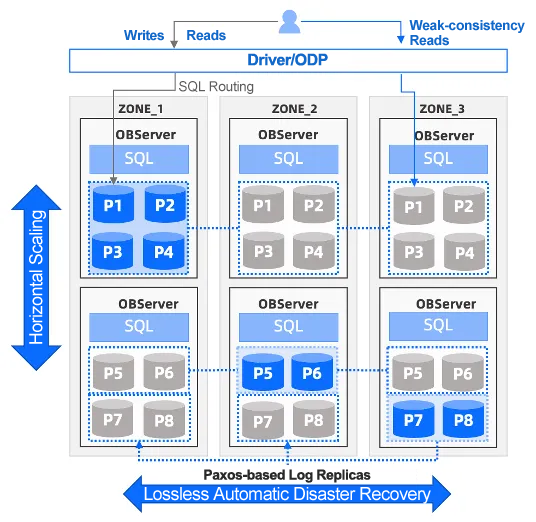 Weak-consistency
Writes Reads
Reads
Driver/ODP
SQL Routing
ZONE_1 ZONE_2 ZONE_3
OBServer OBServer OBServer
SQL SQL SQL
P1 P2 P1 P2 P1 P2
P3 P4 P3 P4 P3 P4
Horizontal Scaling
OBServer OBServer OBServer
SQL SQL SQL
P5 P6 P5 P6 P5 P6
P7 P8 P7 P8 P7 P8
Paxos-based Log Replicas
Lossless Automatic Disaster Recovery